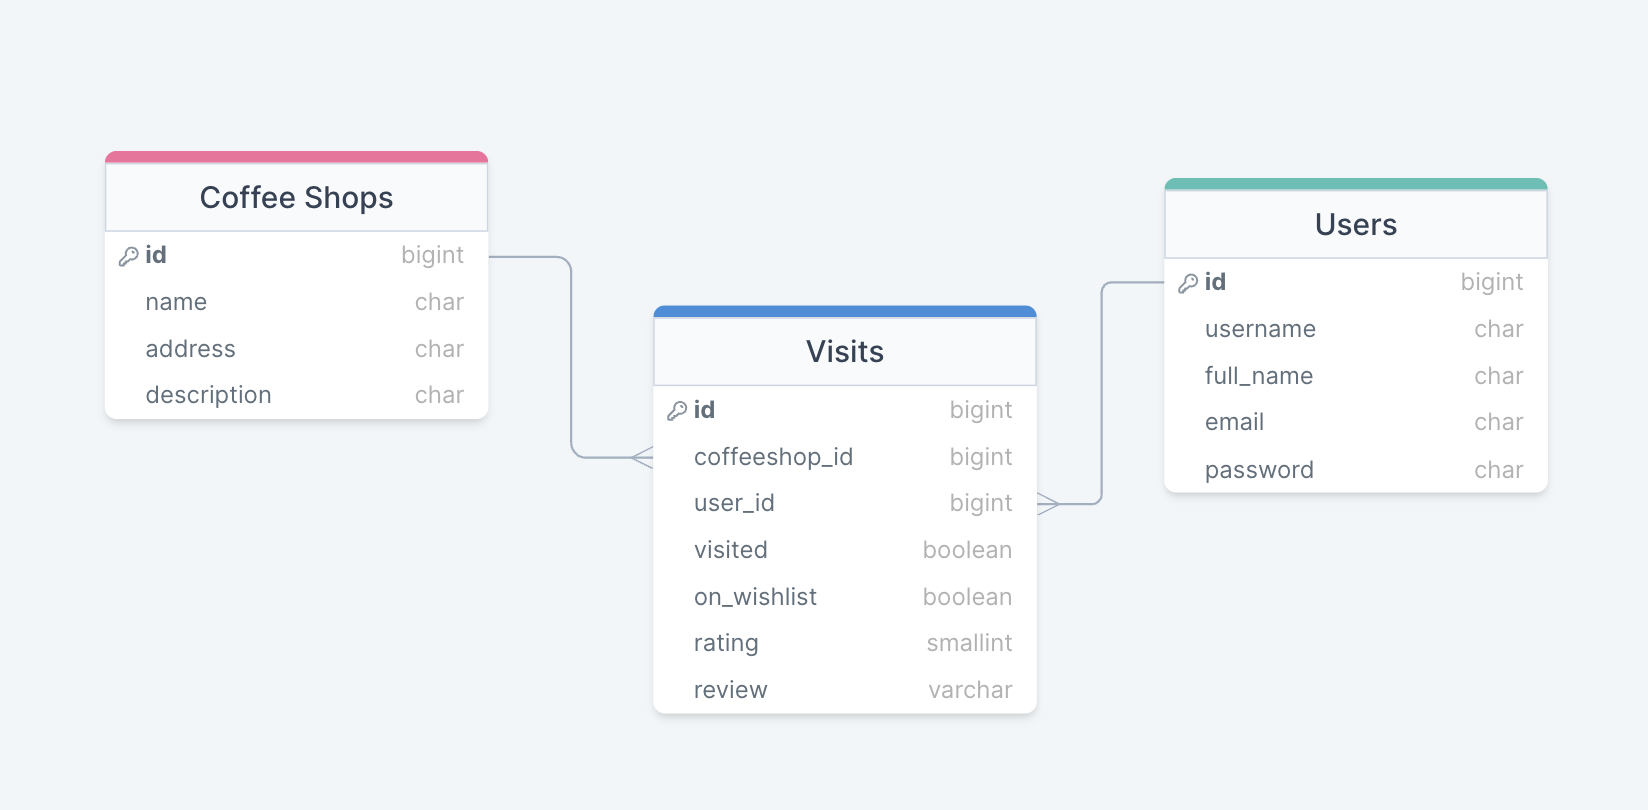 Coffee Shops
id bigint
name char
address char
description char
Visits
id bigint
coffeeshop_id bigint
user_id bigint
visited boolean
on_wishlist boolean
rating smallint
review varchar
Users
id bigint
username char
full_name char
email char
password char